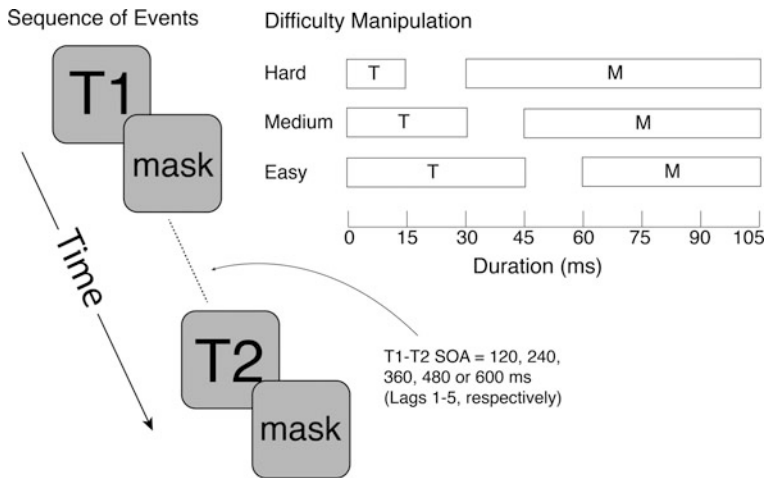 Sequence of Events
T1
mask
Time
T2
mask
Difficulty Manipulation
Hard T M
Medium T M
Easy T M
0 15 30 45 60 75 90 105
Duration (ms)
T1-T2 SOA = 120, 240,
360, 480 or 600 ms
(Lags 1-5, respectively)